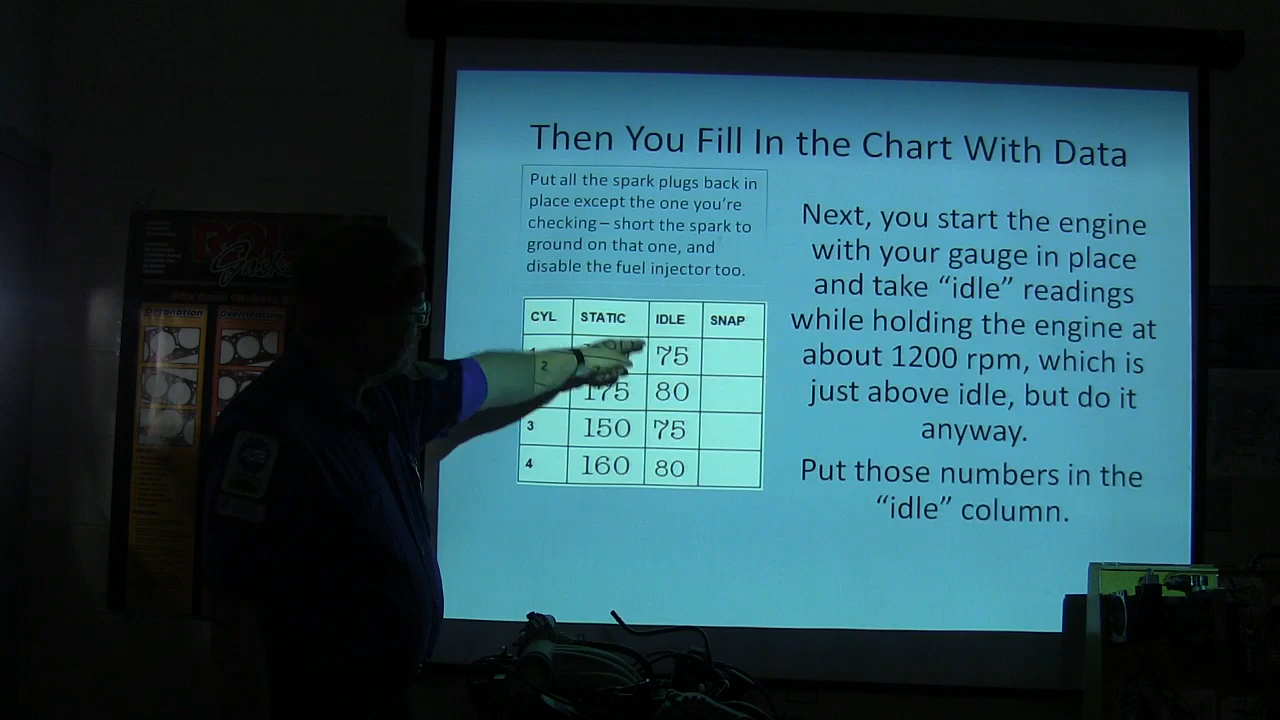 Then You Fill In the Chart With Data
Put all the spark plugs back in
place except the one you're
checking – short the spark to
ground on that one, and
disable the fuel injector too.
CYL STATIC IDLE SNAP
75
2 175 80
3 150 75
4 160 80
Next, you start the engine
with your gauge in place
and take “idle” readings
while holding the engine at
about 1200 rpm, which is
just above idle, but do it
anyway.
Put those numbers in the
“idle” column.
Detonation Overheating